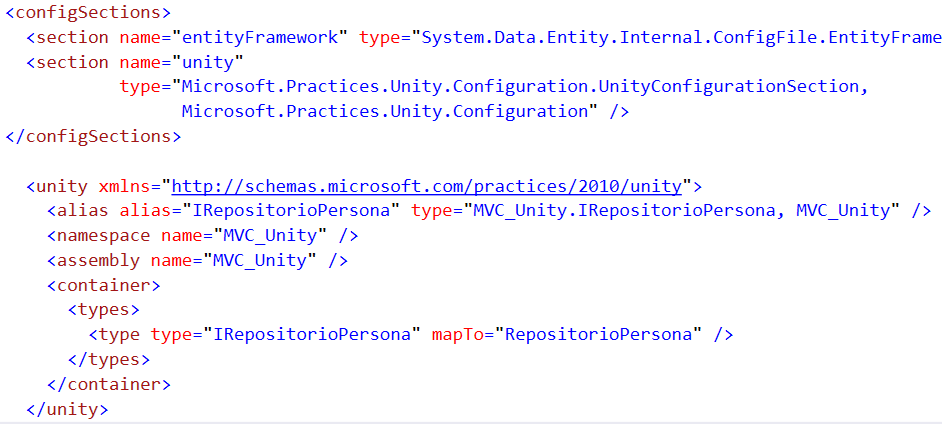 <configSections>
<section name="entityFramework" type="System.Data.Entity.Internal.ConfigFile.EntityFrame
<section name="unity"
type="Microsoft.Practices.Unity.Configuration.UnityConfigurationSection,
Microsoft.Practices.Unity.Configuration" />
</configSections>
<unity xmlns="http://schemas.microsoft.com/practices/2010/unity">
<alias alias="IRepositorioPersona" type="MVC_Unity.IRepositorioPersona, MVC_Unity" />
<namespace name="MVC_Unity" />
<assembly name="MVC_Unity" />
<container>
<types>
<type type="IRepositorioPersona" mapTo="RepositorioPersona" />
</types>
</container>
</unity>